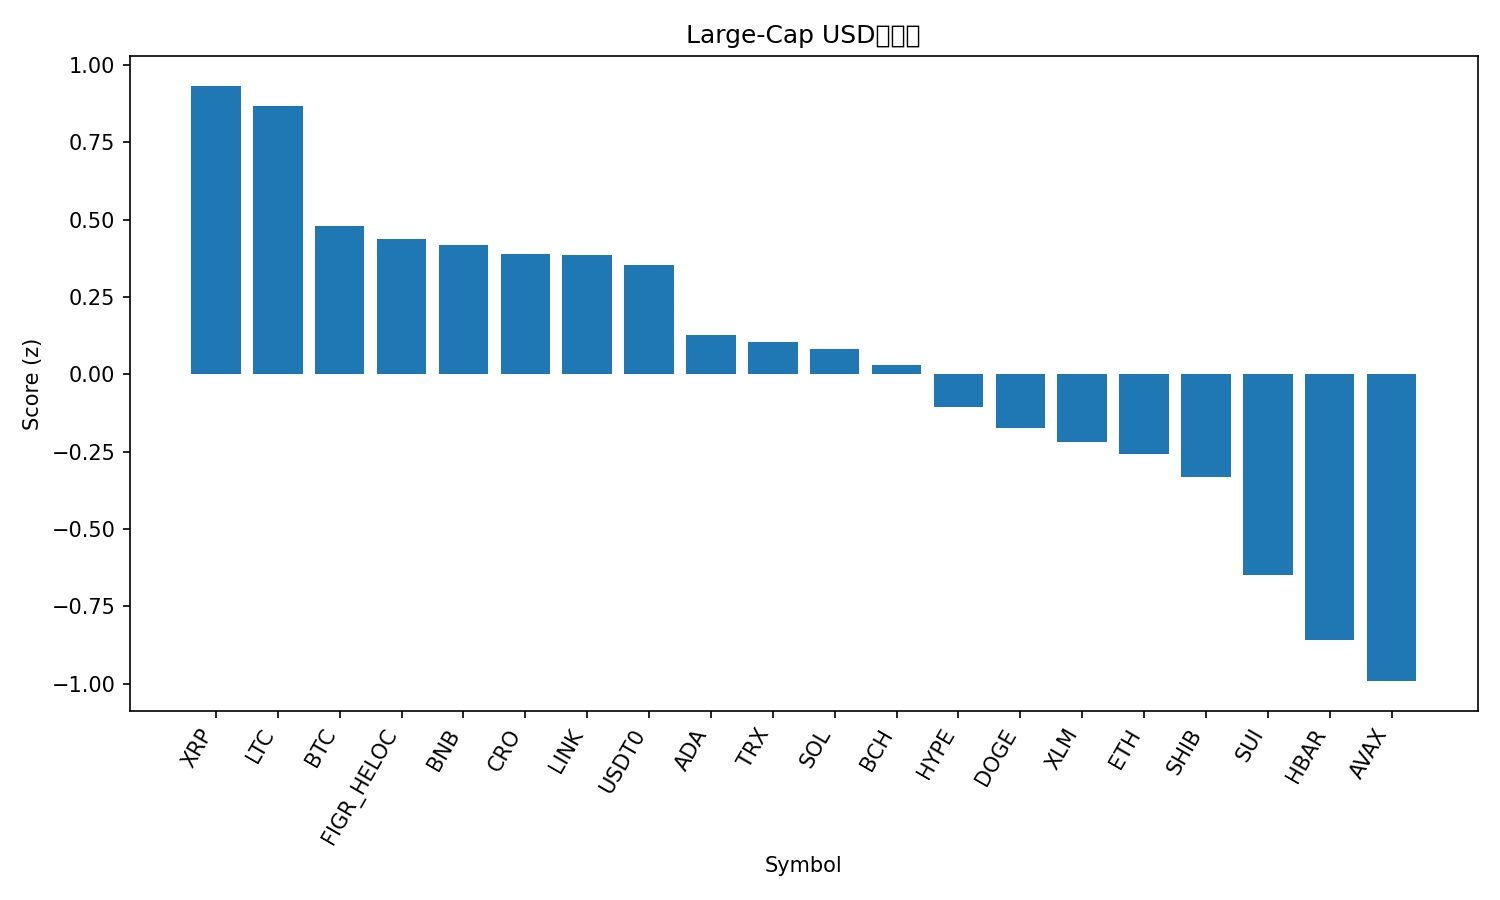 Large-Cap USD
Score (z)
1.00
0.75
0.50
0.25
0.00
−0.25
−0.50
−0.75
−1.00
XRP
LTC
BTC
FIGR_HELOC
BNB
CRO
LINK
USDT0
ADA
TRX
SOL
BCH
HYPE
DOGE
XLM
ETH
SHIB
SUI
HBAR
AVAX
Symbol